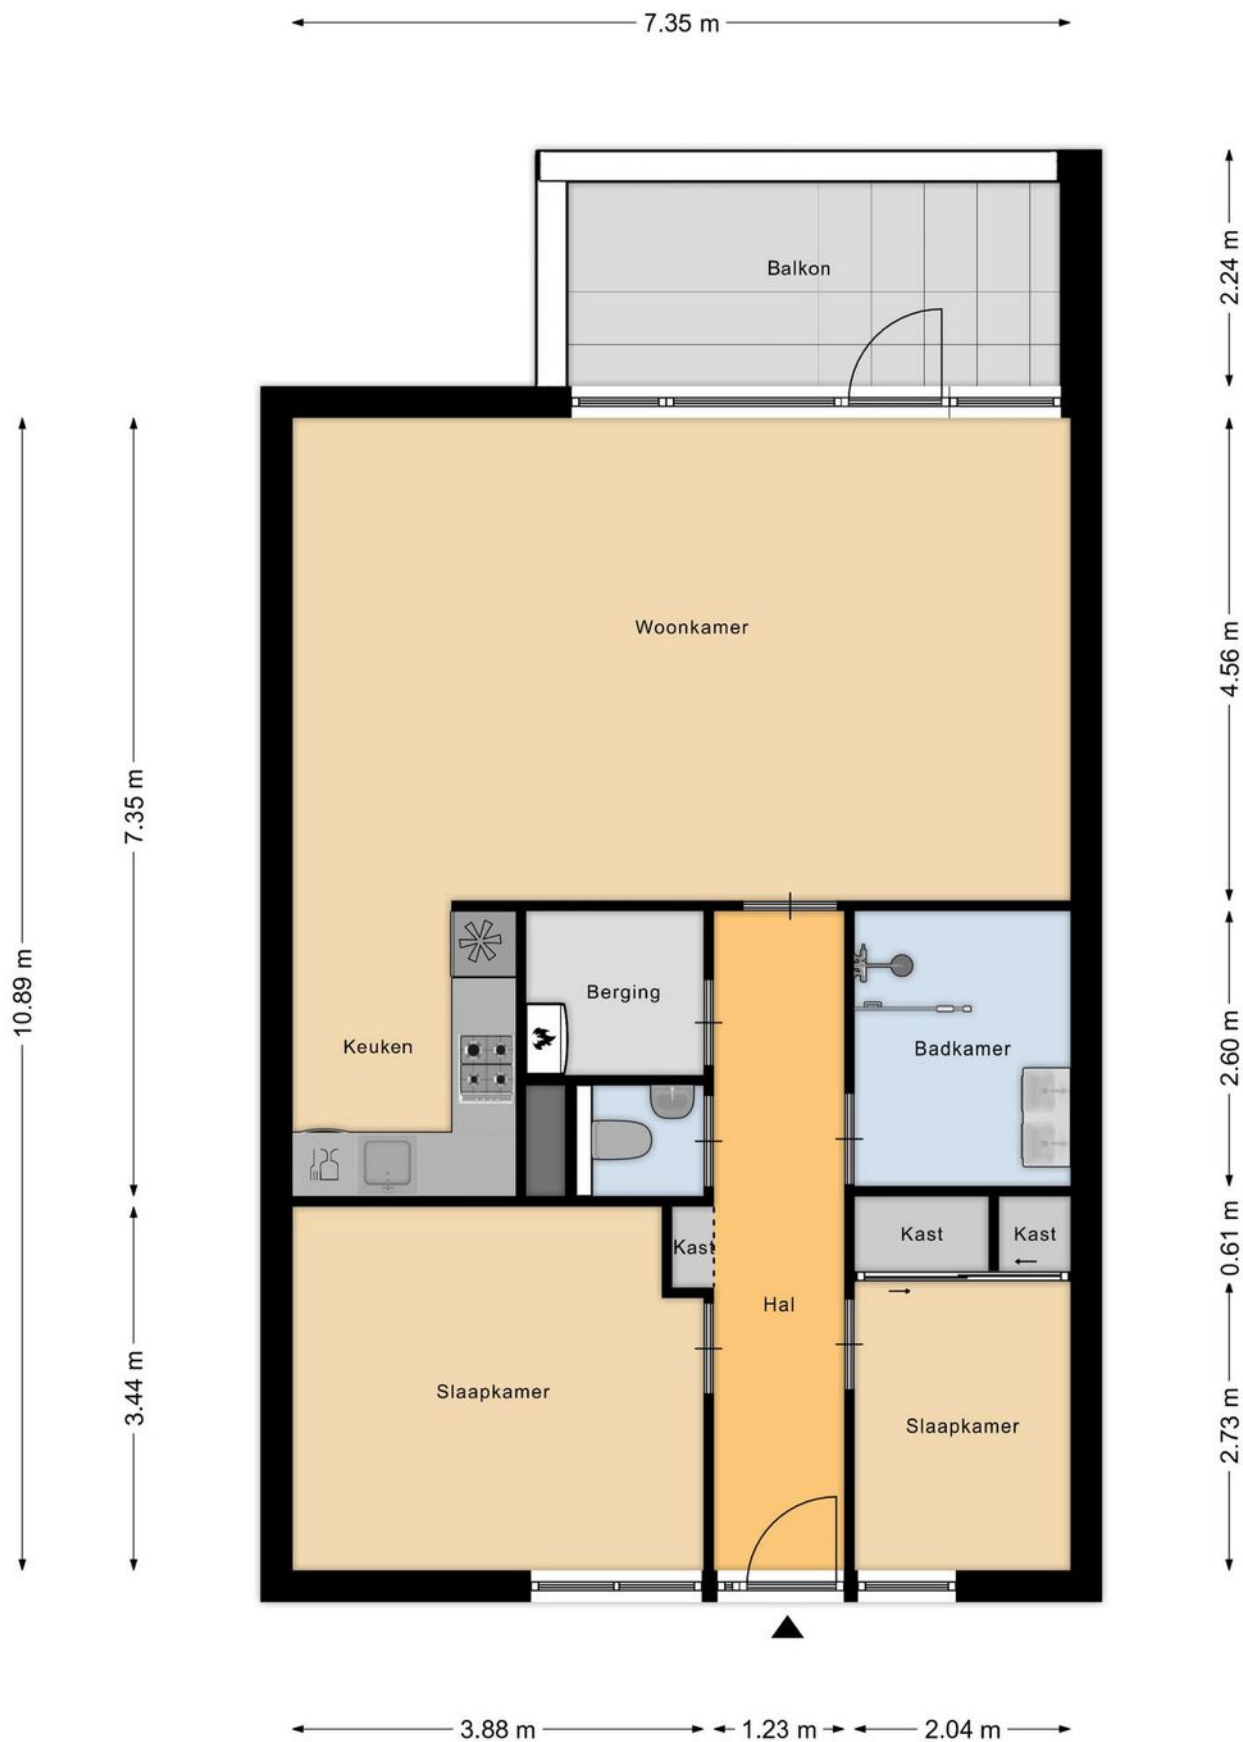 7.35 m
2.24 m
Balkon
Woonkamer
4.56 m
7.35 m
10.89 m
Berging
Keuken
Badkamer
2.60 m
Kast
Kast
Kast
0.61 m
Hal
Slaapkamer
3.44 m
Slaapkamer
2.73 m
3.88 m
1.23 m
2.04 m